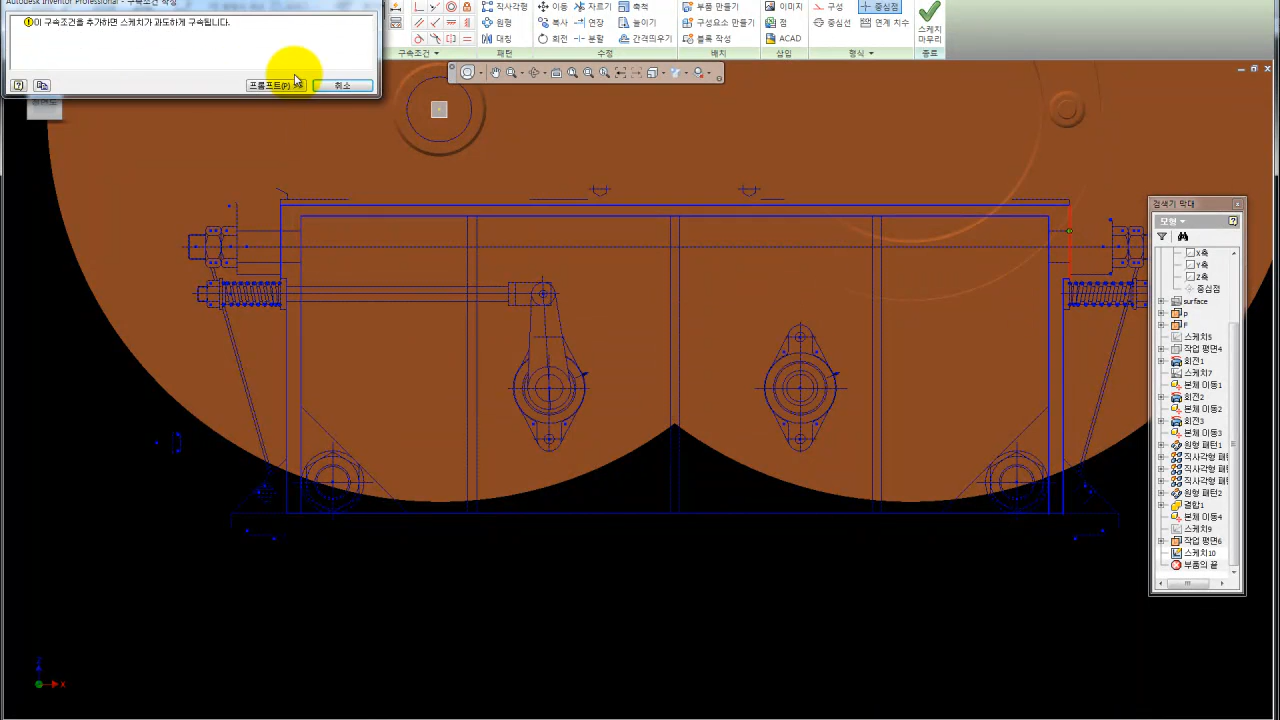 Autodesk Inventor Professional - 구속조건 작성
이 구속조건을 추가하면 스케치가 과도하게 구속됩니다.
프롬프트(P) >>
취소
구속조건
직사각형
원형
대칭
패턴
이동
복사
회전
자르기
연장
분할
축척
늘이기
간격띄우기
수정
부품 만들기
구성요소 만들기
블록 작성
배치
이미지
점
ACAD
삽입
구성
중심점
중심선
연계 치수
형식
스케치
마무리
종료
검색기 막대
모형
X축
Y축
Z축
중심점
surface
p
F
스케치5
작업 평면4
회전1
스케치7
본체 이동1
회전2
본체 이동2
회전3
본체 이동3
원형 패턴1
직사각형 패턴
직사각형 패턴
직사각형 패턴
원형 패턴2
결합1
본체 이동4
스케치9
작업 평면6
스케치10
부품의 끝
X